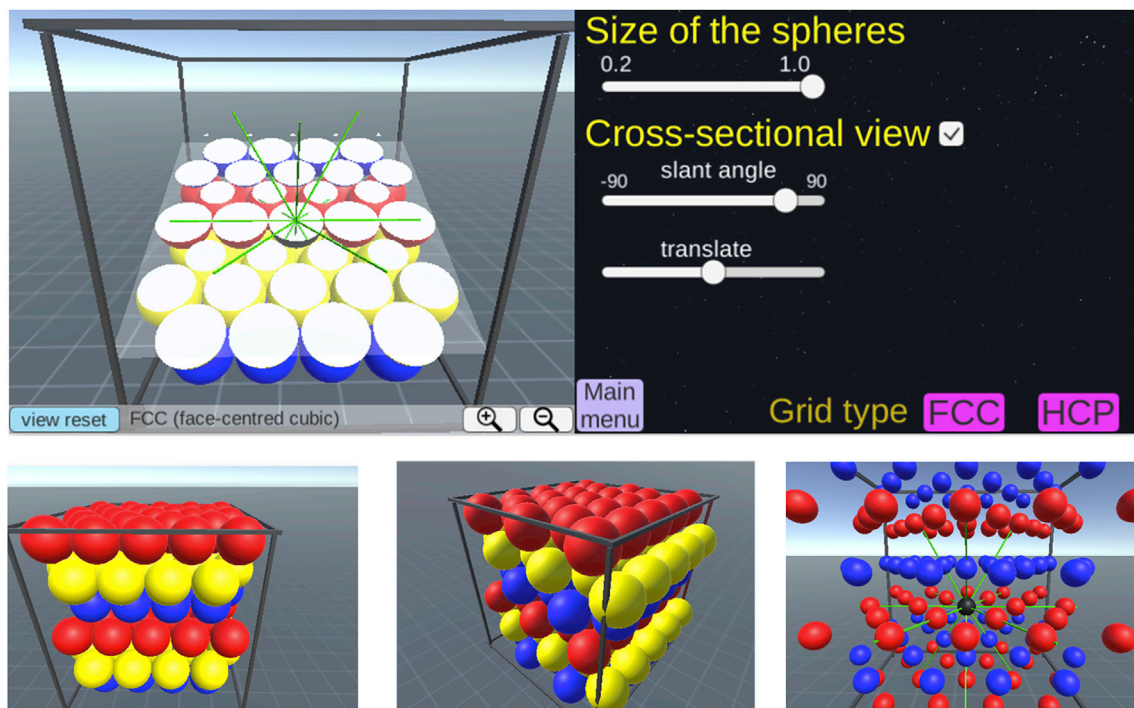 Size of the spheres
0.2 1.0
Cross-sectional view
slant angle
-90 90
translate
Main
menu
Grid type FCC HCP
view reset FCC (face-centred cubic)